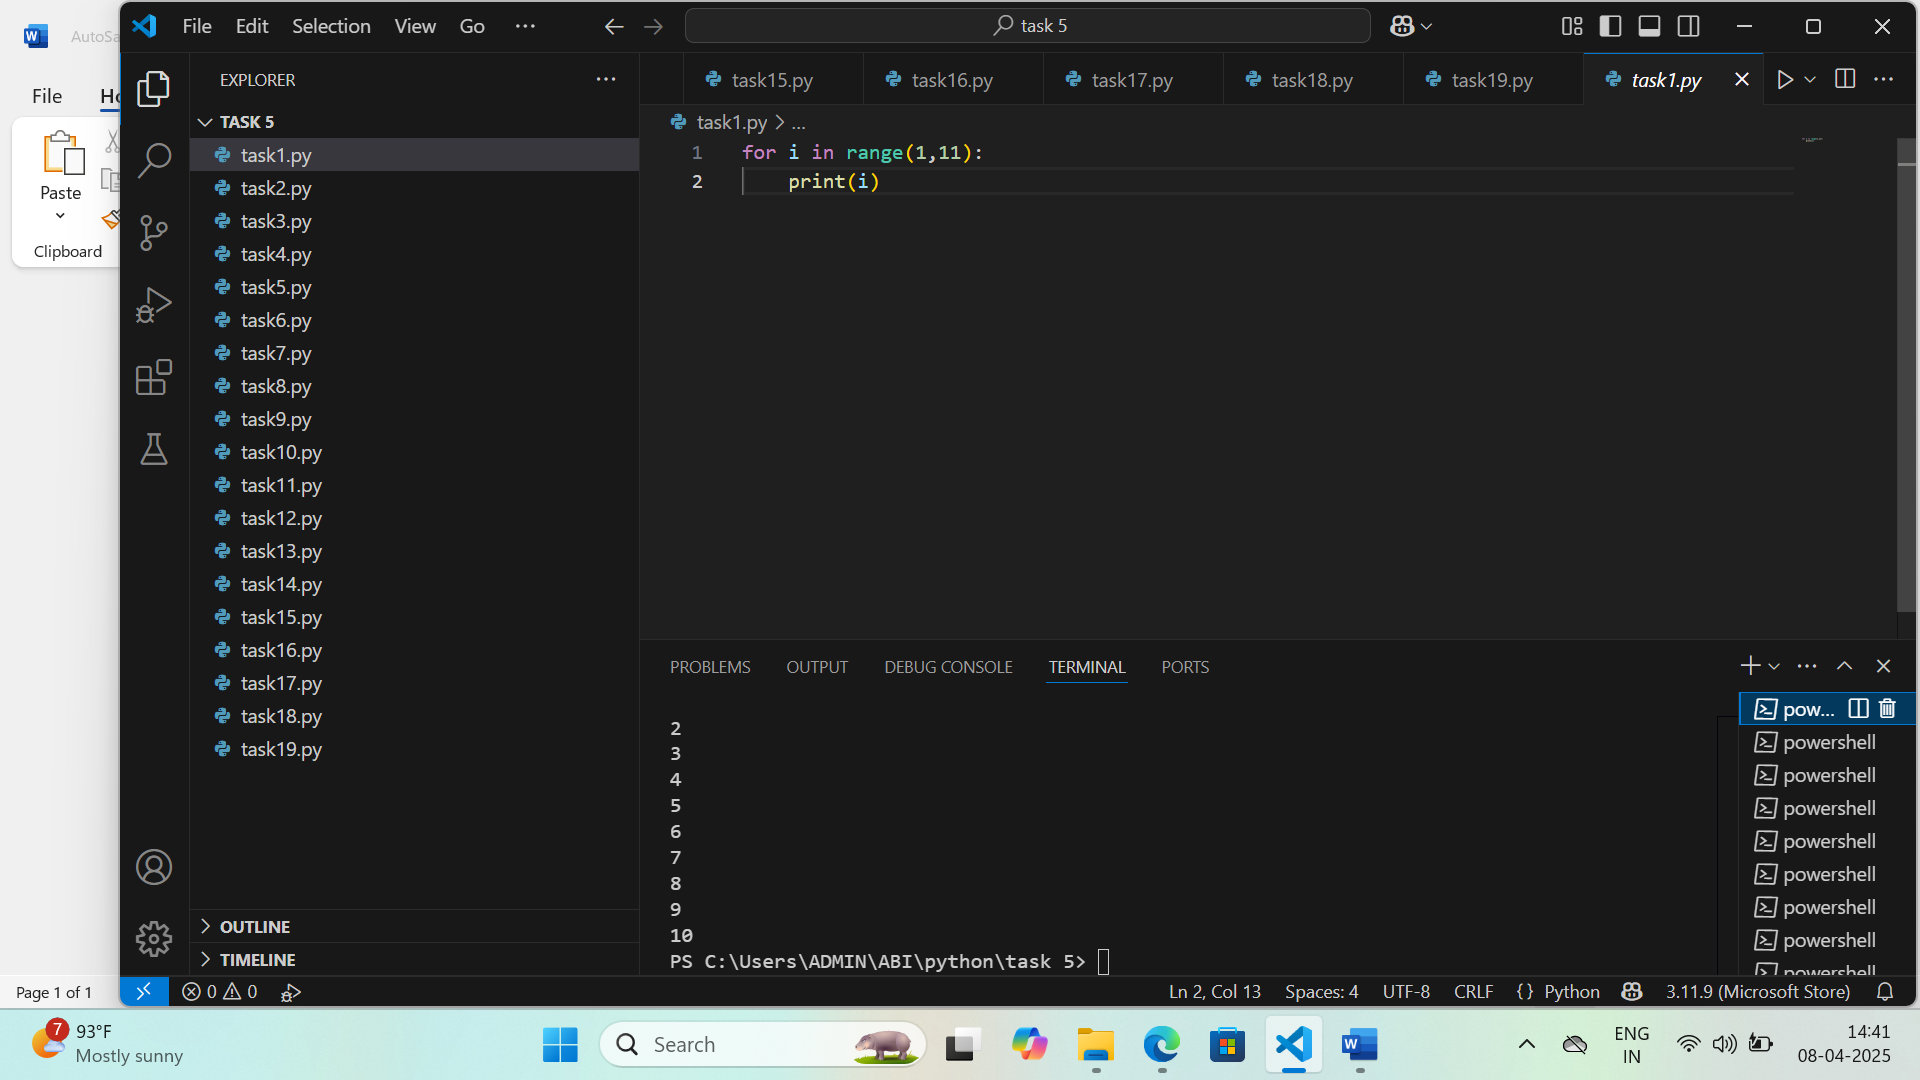 AutoSa
File
Ho
Paste
Clipboard
Page 1 of 1
File Edit Selection View Go ...
task 5
EXPLORER
TASK 5
task1.py
task2.py
task3.py
task4.py
task5.py
task6.py
task7.py
task8.py
task9.py
task10.py
task11.py
task12.py
task13.py
task14.py
task15.py
task16.py
task17.py
task18.py
task19.py
OUTLINE
TIMELINE
task15.py task16.py task17.py task18.py task19.py task1.py
task1.py > ...
1 for i in range(1,11):
2 print(i)
PROBLEMS OUTPUT DEBUG CONSOLE TERMINAL PORTS
2
3
4
5
6
7
8
9
10
PS C:\Users\ADMIN\ABI\python\task 5>
pow...
powershell
powershell
powershell
powershell
powershell
powershell
powershell
powershell
0 0 Ln 2, Col 13 Spaces: 4 UTF-8 CRLF {} Python 3.11.9 (Microsoft Store)
7
93°F
Mostly sunny
Search
ENG
IN
14:41
08-04-2025